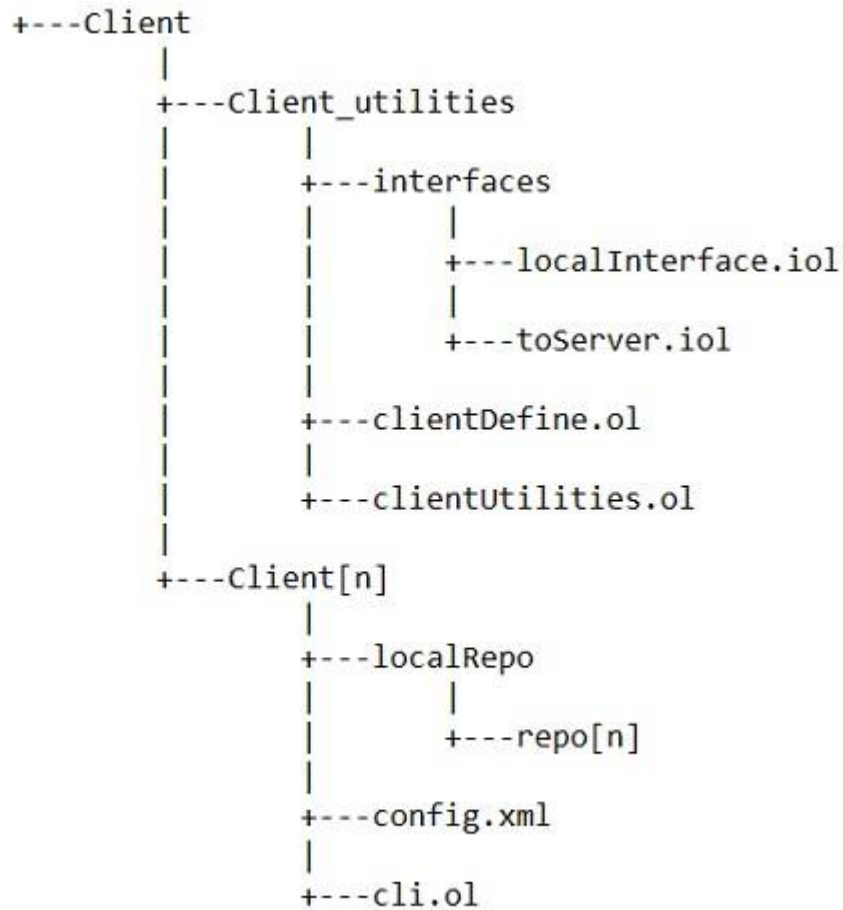 +---Client
|
+---Client_utilities
| |
| +---interfaces
| | |
| | +---localInterface.iol
| | |
| | +---toServer.iol
| |
| +---clientDefine.ol
| |
| +---clientUtilities.ol
|
+---Client[n]
|
+---localRepo
| |
| +---repo[n]
|
+---config.xml
|
+---cli.ol